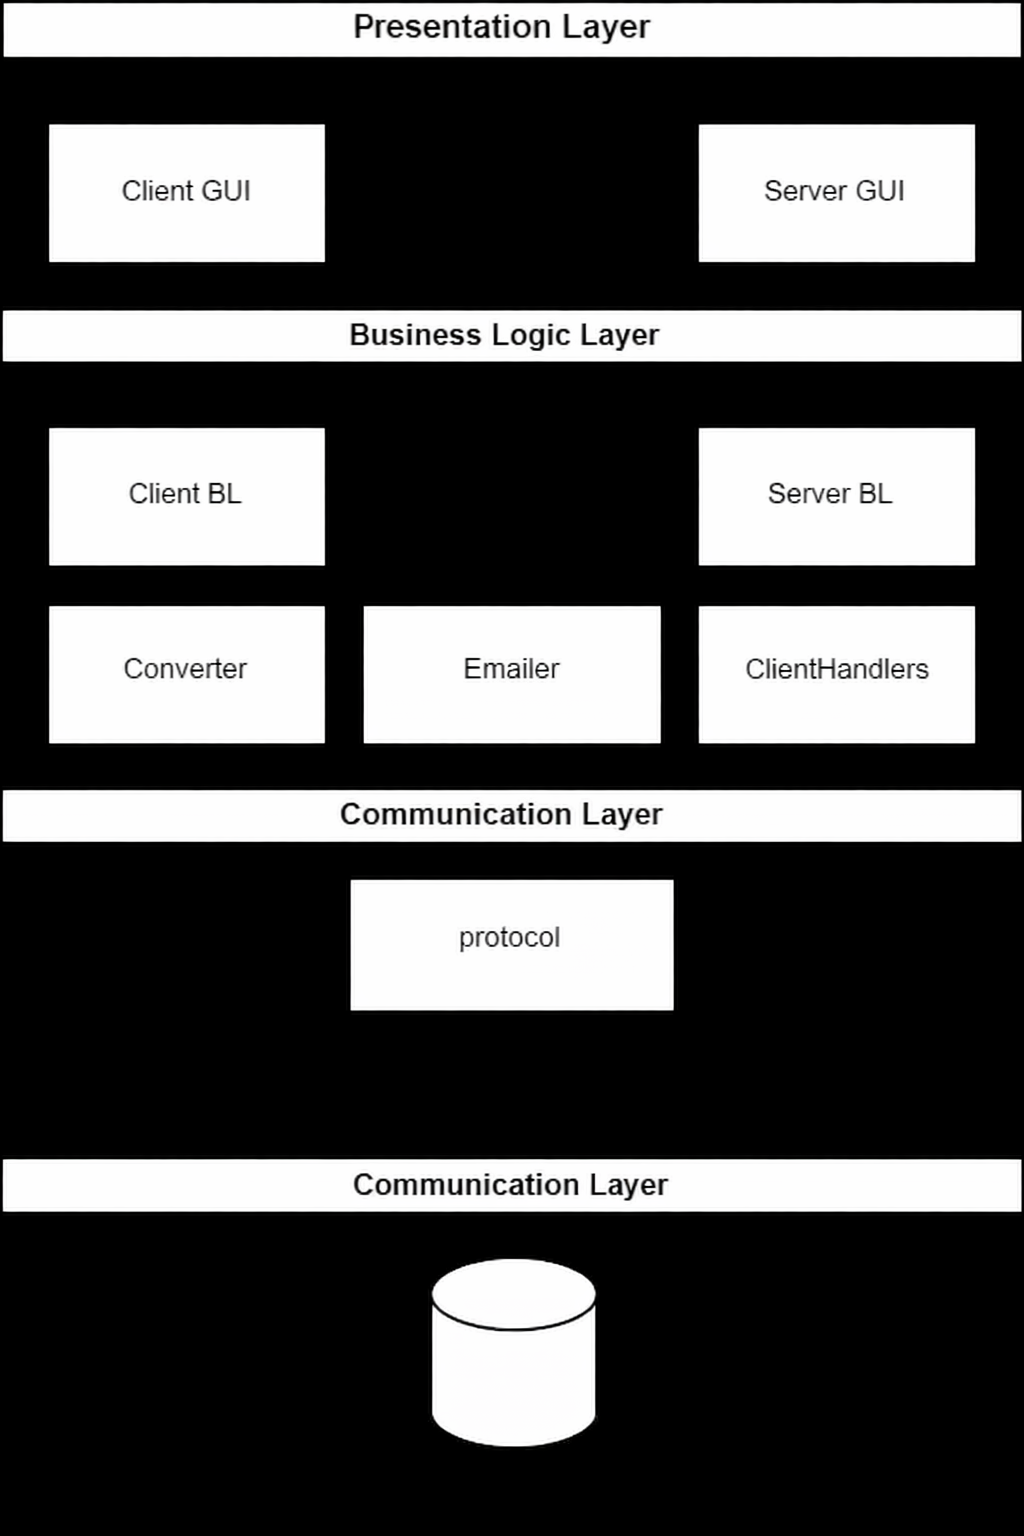 Presentation Layer
Client GUI
Server GUI
Business Logic Layer
Client BL
Server BL
Converter
Emailer
ClientHandlers
Communication Layer
protocol
Communication Layer